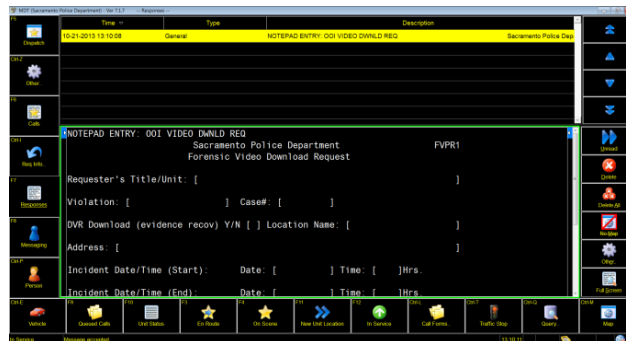 MDT (Sacramento Police Department) - Ver 7.1.7 -- Responses --
F5
Dispatch
Ctrl-Z
Other..
F6
Calls
Ctrl-I
Req Info..
F7
Responses
F8
Messaging
Ctrl-P
Person
Time Type Description
10-21-2013 13:10:08 General NOTEPAD ENTRY: OOI VIDEO DWNLD REQ Sacramento Police Dep
NOTEPAD ENTRY: OOI VIDEO DWNLD REQ
Sacramento Police Department FVPR1
Forensic Video Download Request
Requester's Title/Unit: [ ]
Violation: [ ] Case#: [ ]
DVR Download (evidence recov) Y/N [ ] Location Name: [ ]
Address: [ ]
Incident Date/Time (Start): Date: [ ] Time: [ ]Hrs.
Incident Date/Time (End): Date: [ ] Time: [ ]Hrs
Unread
Delete
Delete All
No Map
Other..
Full Screen
Ctrl-E
Vehicle
F9
Queued Calls
F10
Unit Status
F3
En Route
F4
On Scene
F11
New Unit Location
F12
In Service
Ctrl-L
Call Forms..
Ctrl-T
Traffic Stop
Ctrl-Q
Query..
Ctrl-M
Map
In Service Message accepted. 13:10:11